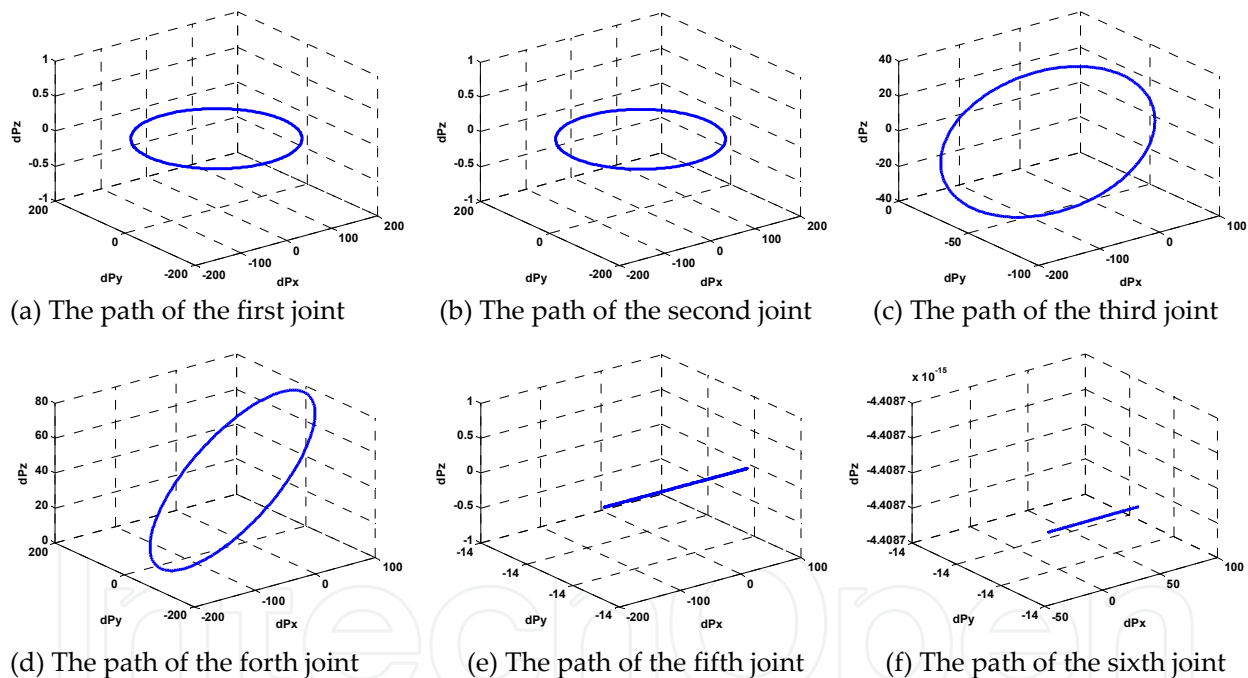 1
0.5
0
-0.5
-1
200
0
-200
-200
-100
0
100
200
dPz
dPy
dPx
(a) The path of the first joint
1
0.5
0
-0.5
-1
200
0
-200
-200
-100
0
100
200
dPz
dPy
dPx
(b) The path of the second joint
40
20
0
-20
-40
0
-50
-100
-200
-100
0
100
dPz
dPy
dPx
(c) The path of the third joint
80
60
40
20
0
200
0
-200
-200
-100
0
100
dPz
dPy
dPx
(d) The path of the forth joint
1
0.5
0
-0.5
-1
-14
-14
-14
-14
-200
-100
0
100
dPz
dPy
dPx
(e) The path of the fifth joint
x 10^-15
-4.4087
-4.4087
-4.4087
-4.4087
-4.4087
-14
-14
-14
-14
-50
0
50
100
dPz
dPy
dPx
(f) The path of the sixth joint
IntechOpen